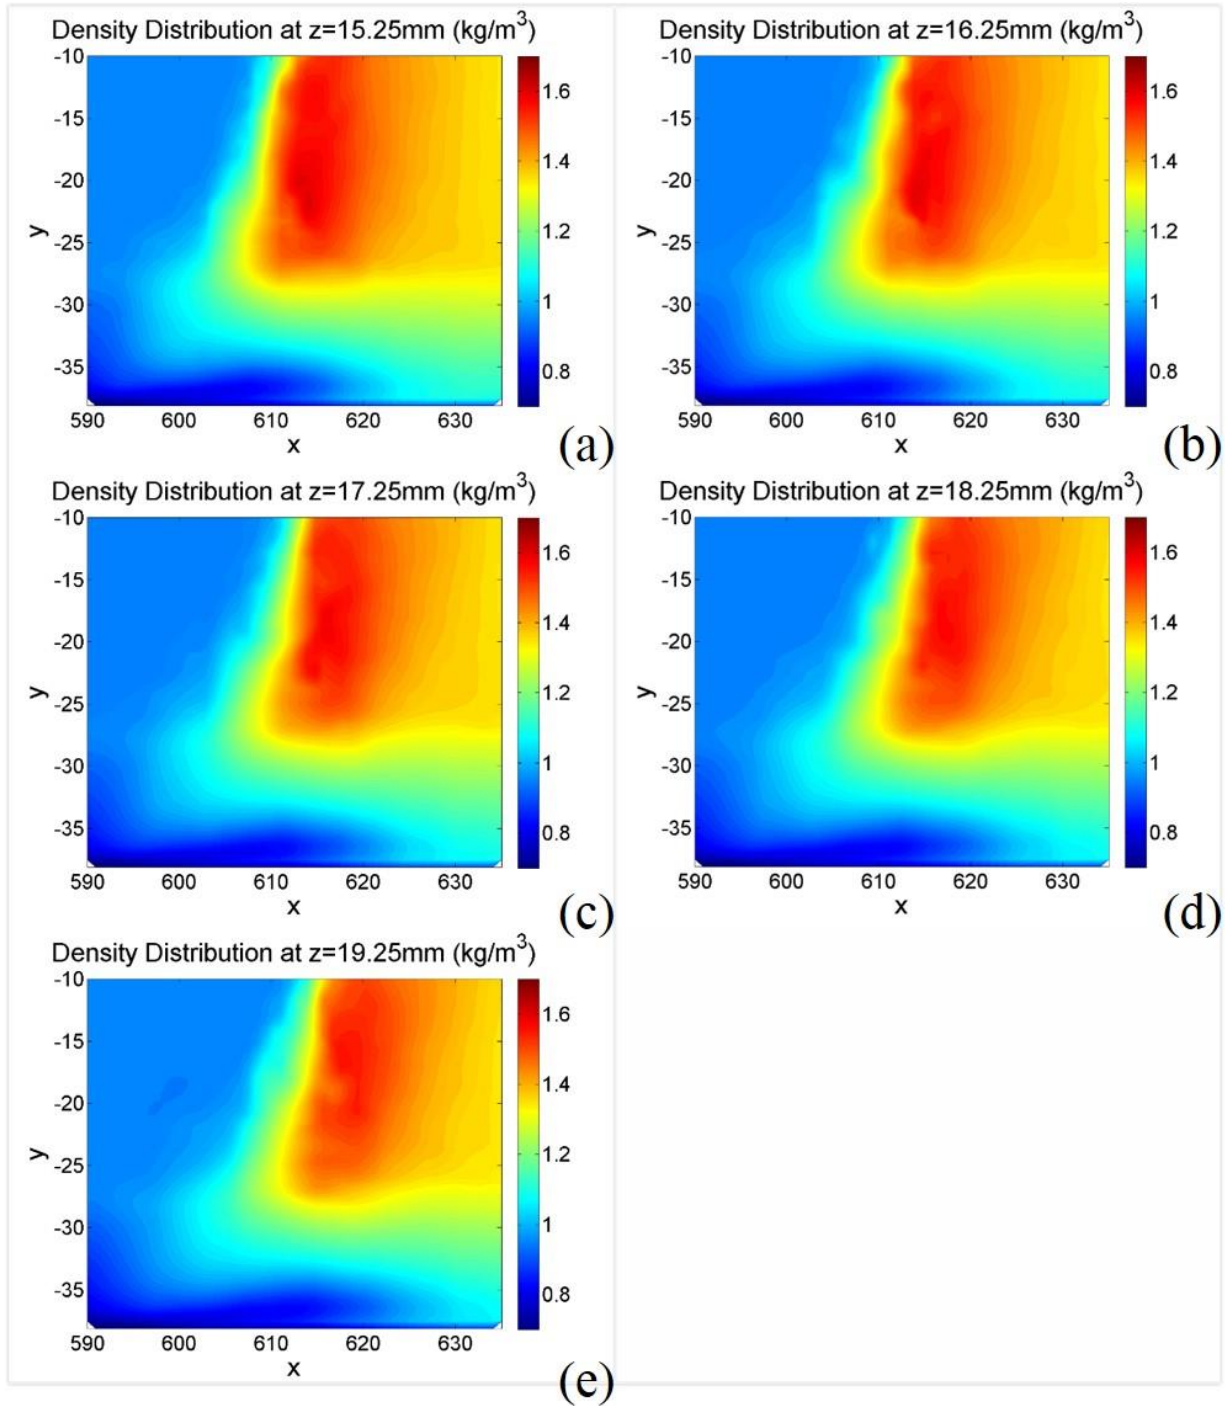 Density Distribution at z=15.25mm (kg/m³)
-10
-15
-20
-25
-30
-35
y
590 600 610 620 630
x
1.6
1.4
1.2
1
0.8
(a)
Density Distribution at z=16.25mm (kg/m³)
-10
-15
-20
-25
-30
-35
y
590 600 610 620 630
x
1.6
1.4
1.2
1
0.8
(b)
Density Distribution at z=17.25mm (kg/m³)
-10
-15
-20
-25
-30
-35
y
590 600 610 620 630
x
1.6
1.4
1.2
1
0.8
(c)
Density Distribution at z=18.25mm (kg/m³)
-10
-15
-20
-25
-30
-35
y
590 600 610 620 630
x
1.6
1.4
1.2
1
0.8
(d)
Density Distribution at z=19.25mm (kg/m³)
-10
-15
-20
-25
-30
-35
y
590 600 610 620 630
x
1.6
1.4
1.2
1
0.8
(e)